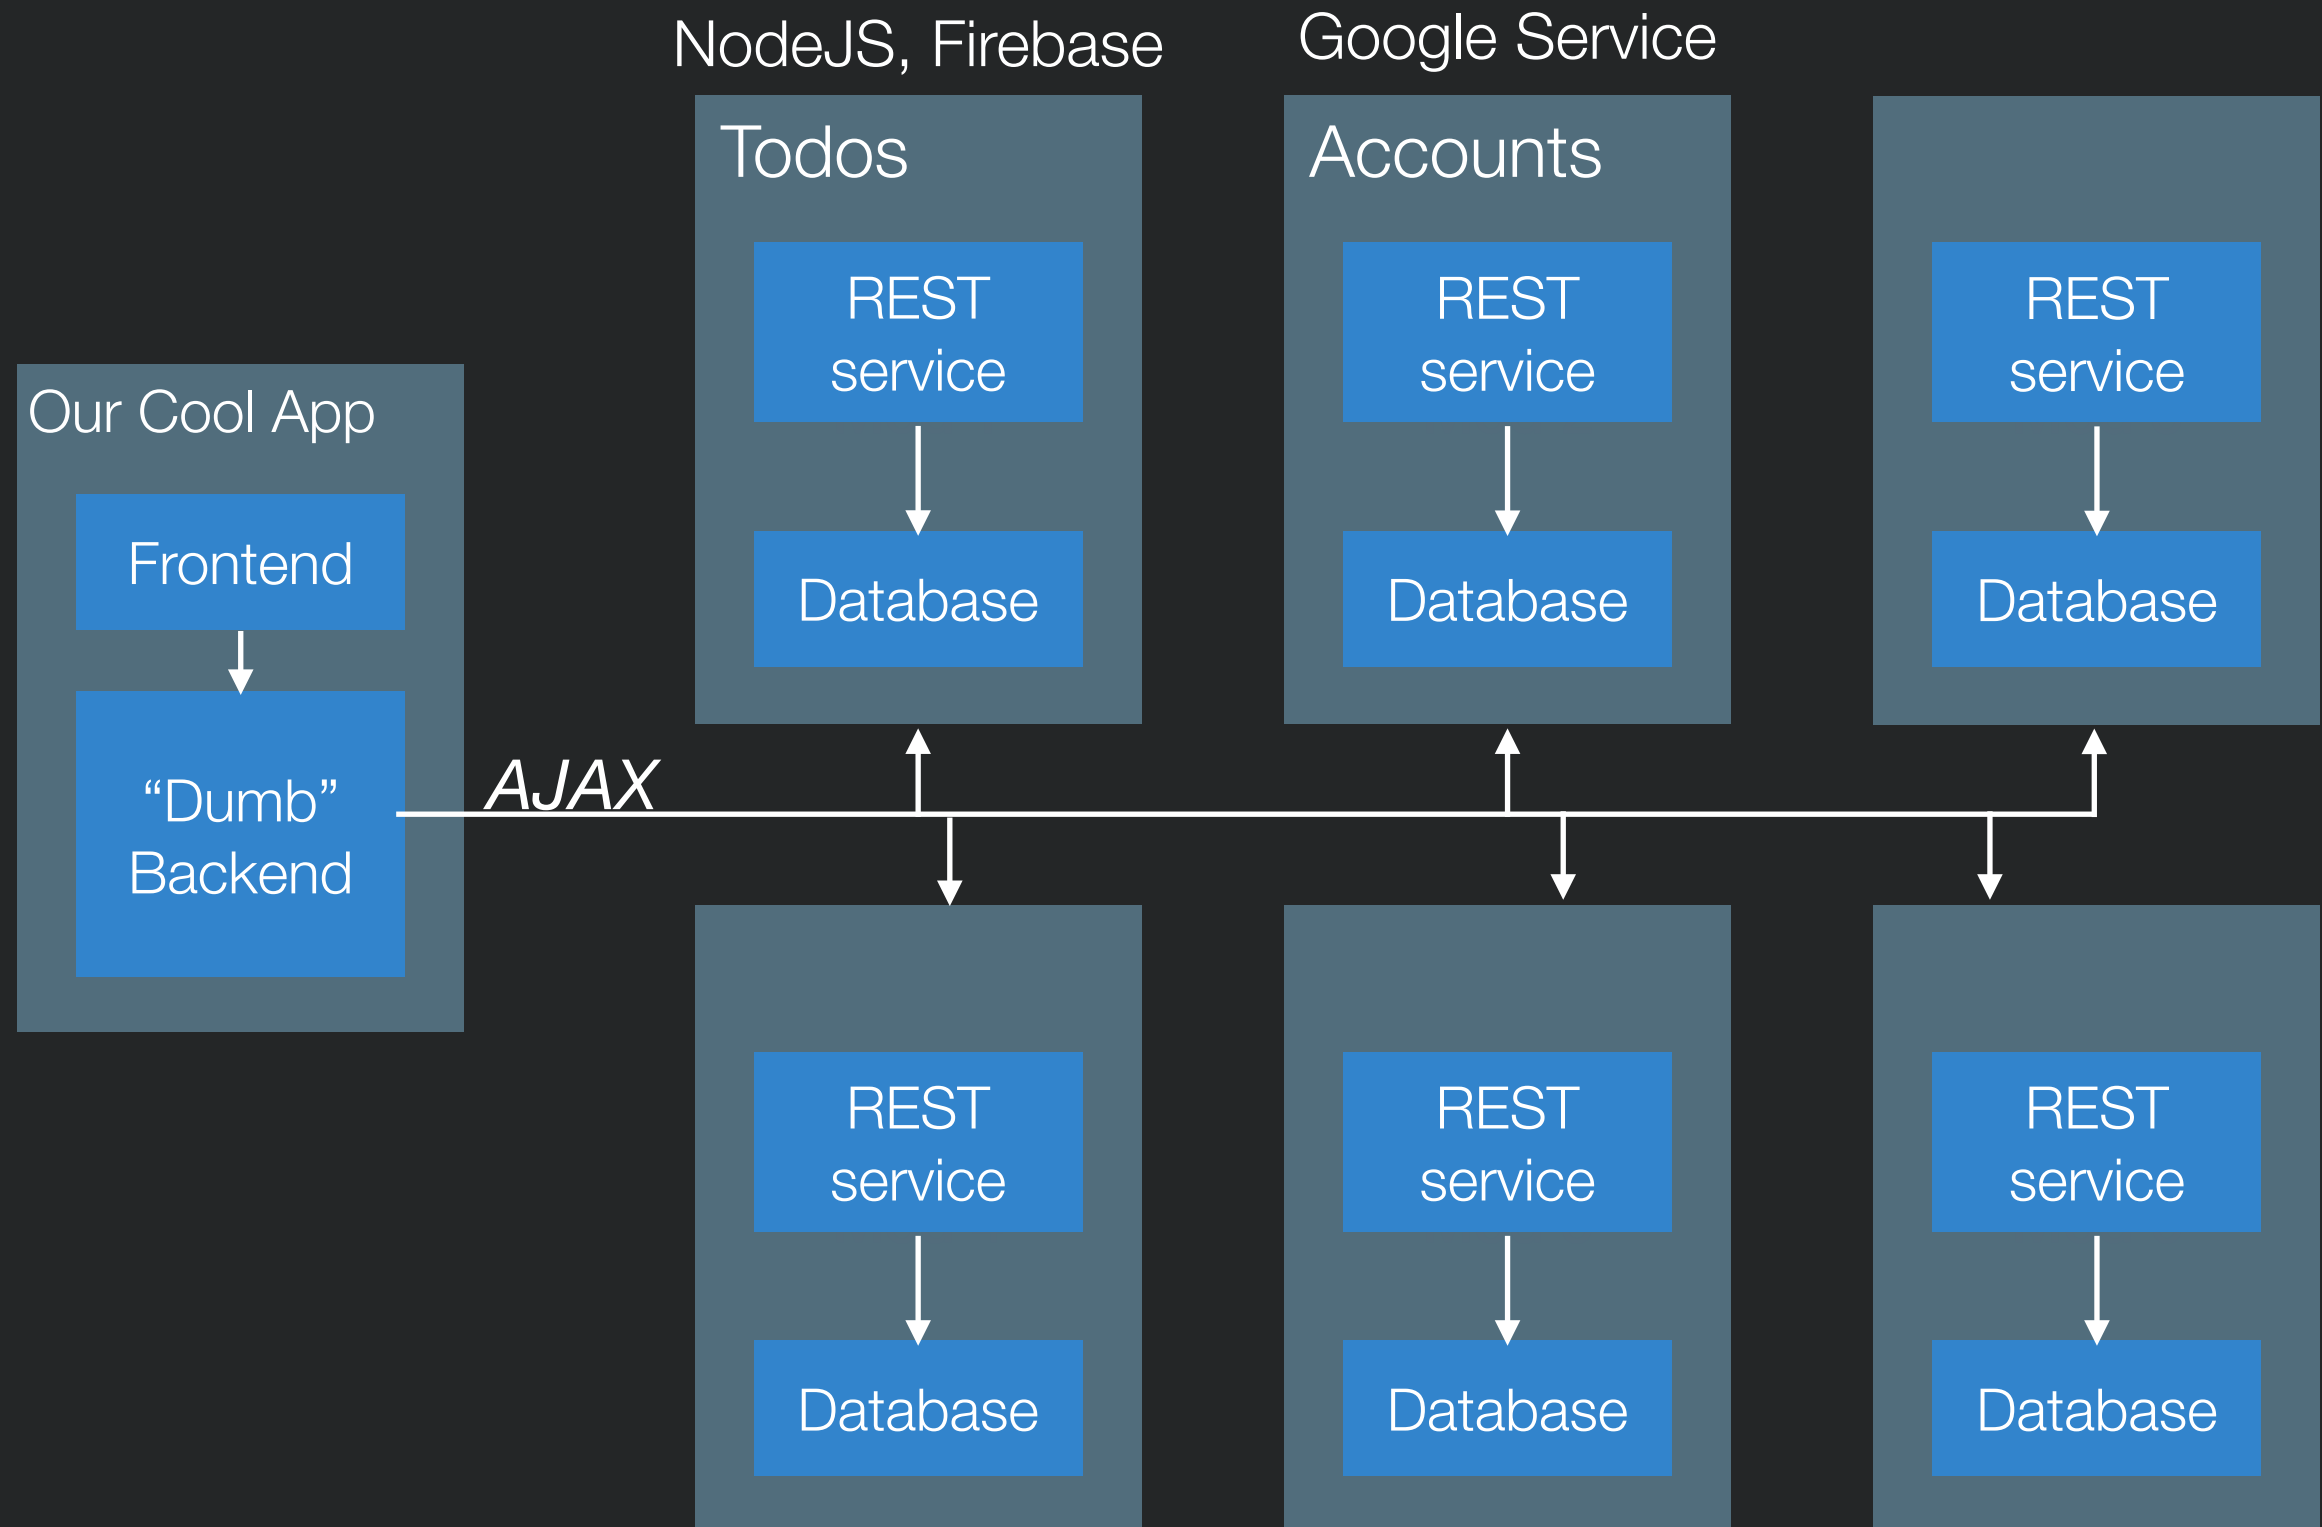 NodeJS, Firebase
Google Service
Todos
Accounts
REST
service
REST
service
REST
service
Our Cool App
Frontend
Database
Database
Database
“Dumb”
Backend
AJAX
REST
service
REST
service
REST
service
Database
Database
Database